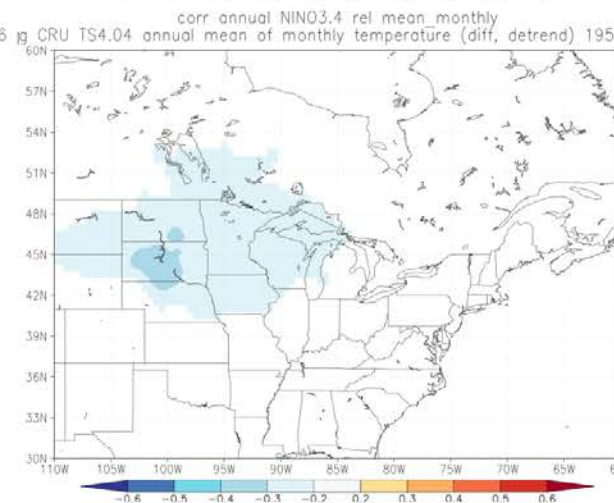 corr annual NINO3.4 rel mean_monthly
6 jg CRU TS4.04 annual mean of monthly temperature (diff, detrend) 195
60N
57N
54N
51N
48N
45N
42N
39N
36N
33N
30N
110W 105W 100W 95W 90W 85W 80W 75W 70W 65W 6
-0.6 -0.5 -0.4 -0.3 -0.2 0.2 0.3 0.4 0.5 0.6